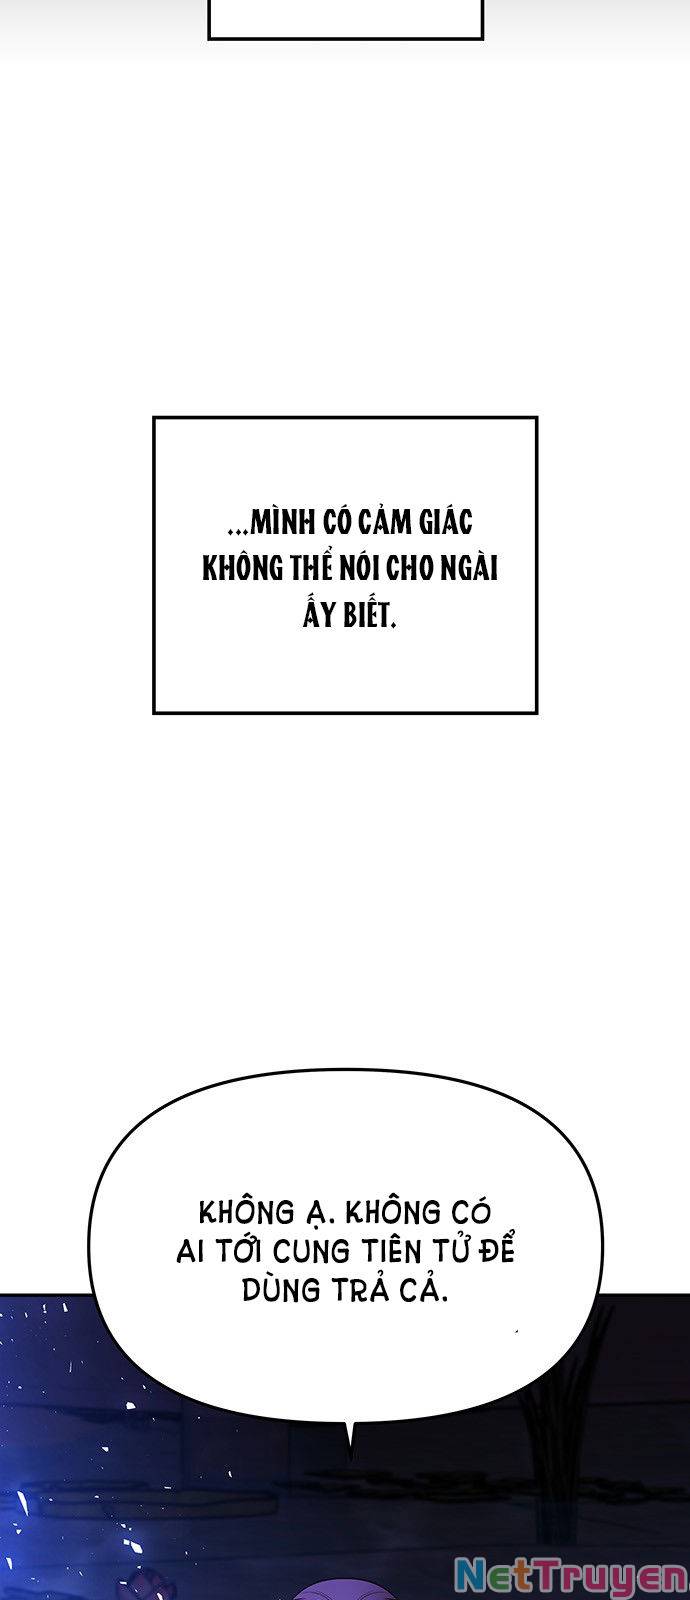 ...MÌNH CÓ CẢM GIÁC
KHÔNG THỂ NÓI CHO NGÀI
ẤY BIẾT.
KHÔNG Ạ. KHÔNG CÓ
AI TỚI CUNG TIÊN TỬ ĐỂ
DÙNG TRẢ CẢ.
NetTruyen